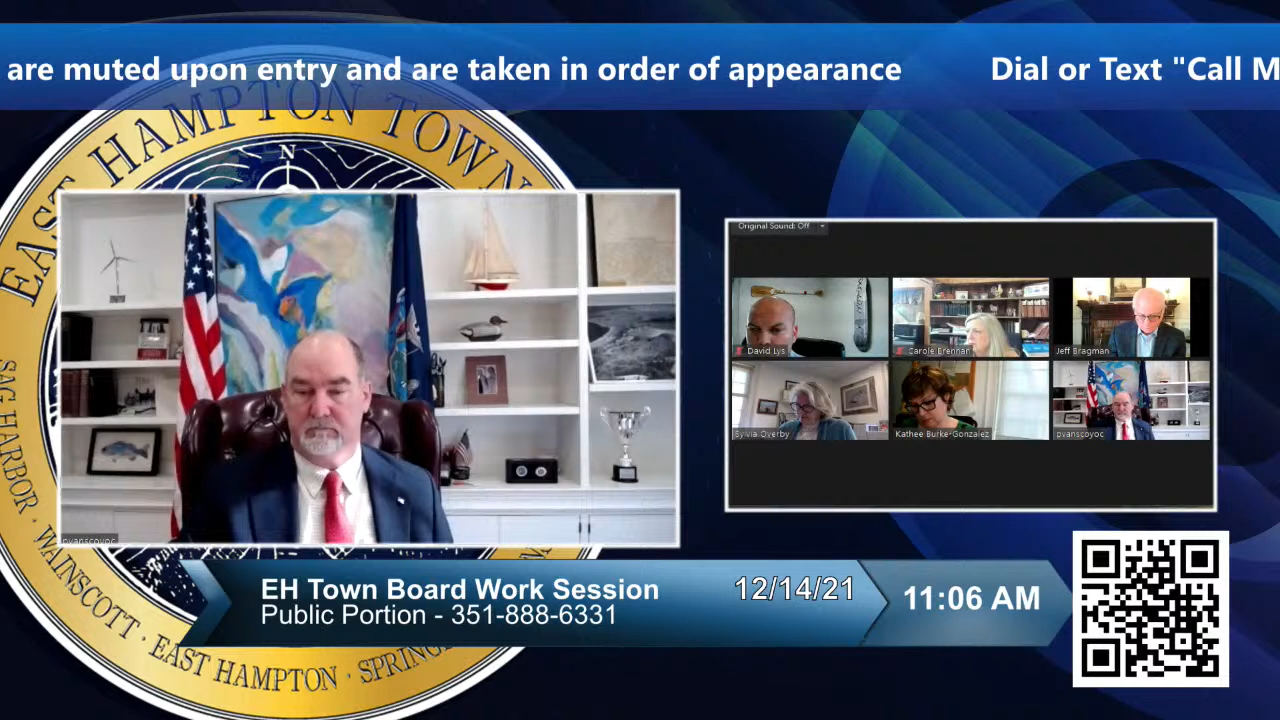 are muted upon entry and are taken in order of appearance
Dial or Text "Call M
EAST HAMPTON TOWN
N
Original Sound: Off
David Lys
Carole Brennan
Jeff Bragman
Sylvia Overby
Kathee Burke-Gonzalez
pvanscoyoc
pvanscoyoc
SAG HARBOR · WAINSCOTT · EAST HAMPTON · SPRING
EH Town Board Work Session
Public Portion - 351-888-6331
12/14/21
11:06 AM